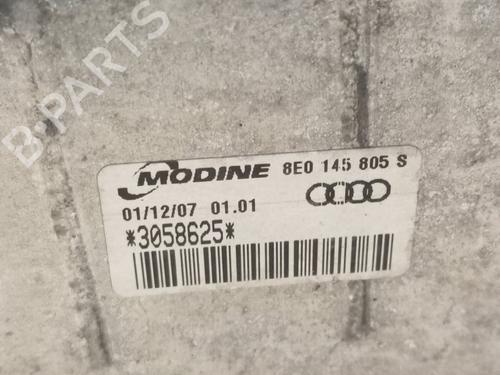 B-PARTS
MODINE 8E0 145 805 S
01/12/07 01.01
*3058625*